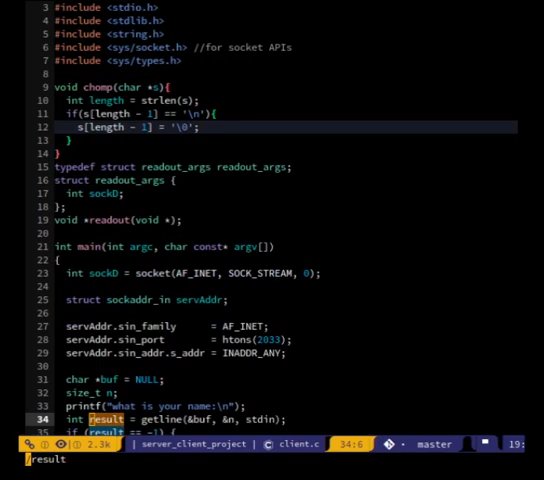 3 #include <stdio.h>
4 #include <stdlib.h>
5 #include <string.h>
6 #include <sys/socket.h> //for socket APIs
7 #include <sys/types.h>
8
9 void chomp(char *s){
10 int length = strlen(s);
11 if(s[length - 1] == '\n'){
12 s[length - 1] = '\0';
13 }
14 }
15 typedef struct readout_args readout_args;
16 struct readout_args {
17 int sockD;
18 };
19 void *readout(void *);
20
21 int main(int argc, char const* argv[])
22 {
23 int sockD = socket(AF_INET, SOCK_STREAM, 0);
24
25 struct sockaddr_in servAddr;
26
27 servAddr.sin_family = AF_INET;
28 servAddr.sin_port = htons(2033);
29 servAddr.sin_addr.s_addr = INADDR_ANY;
30
31 char *buf = NULL;
32 size_t n;
33 printf("what is your name:\n");
34 int result = getline(&buf, &n, stdin);
35 if (result == -1) {
2.3k | server_client_project | client.c 34:6 master 19:
/result